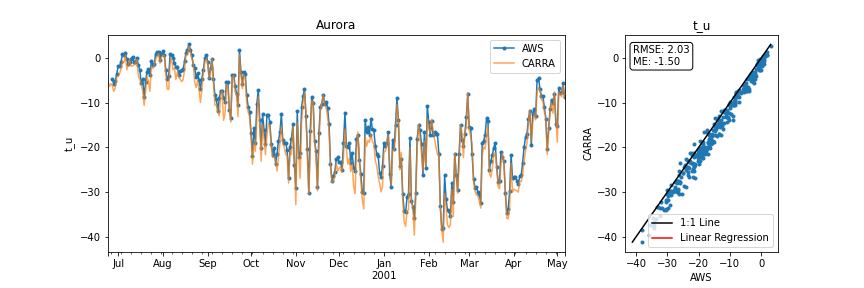 Aurora
t_u
0
−10
−20
−30
−40
AWS
CARRA
Jul Aug Sep Oct Nov Dec Jan Feb Mar Apr May
2001
t_u
CARRA
0
−10
−20
−30
−40
RMSE: 2.03
ME: -1.50
1:1 Line
Linear Regression
−40 −30 −20 −10 0
AWS